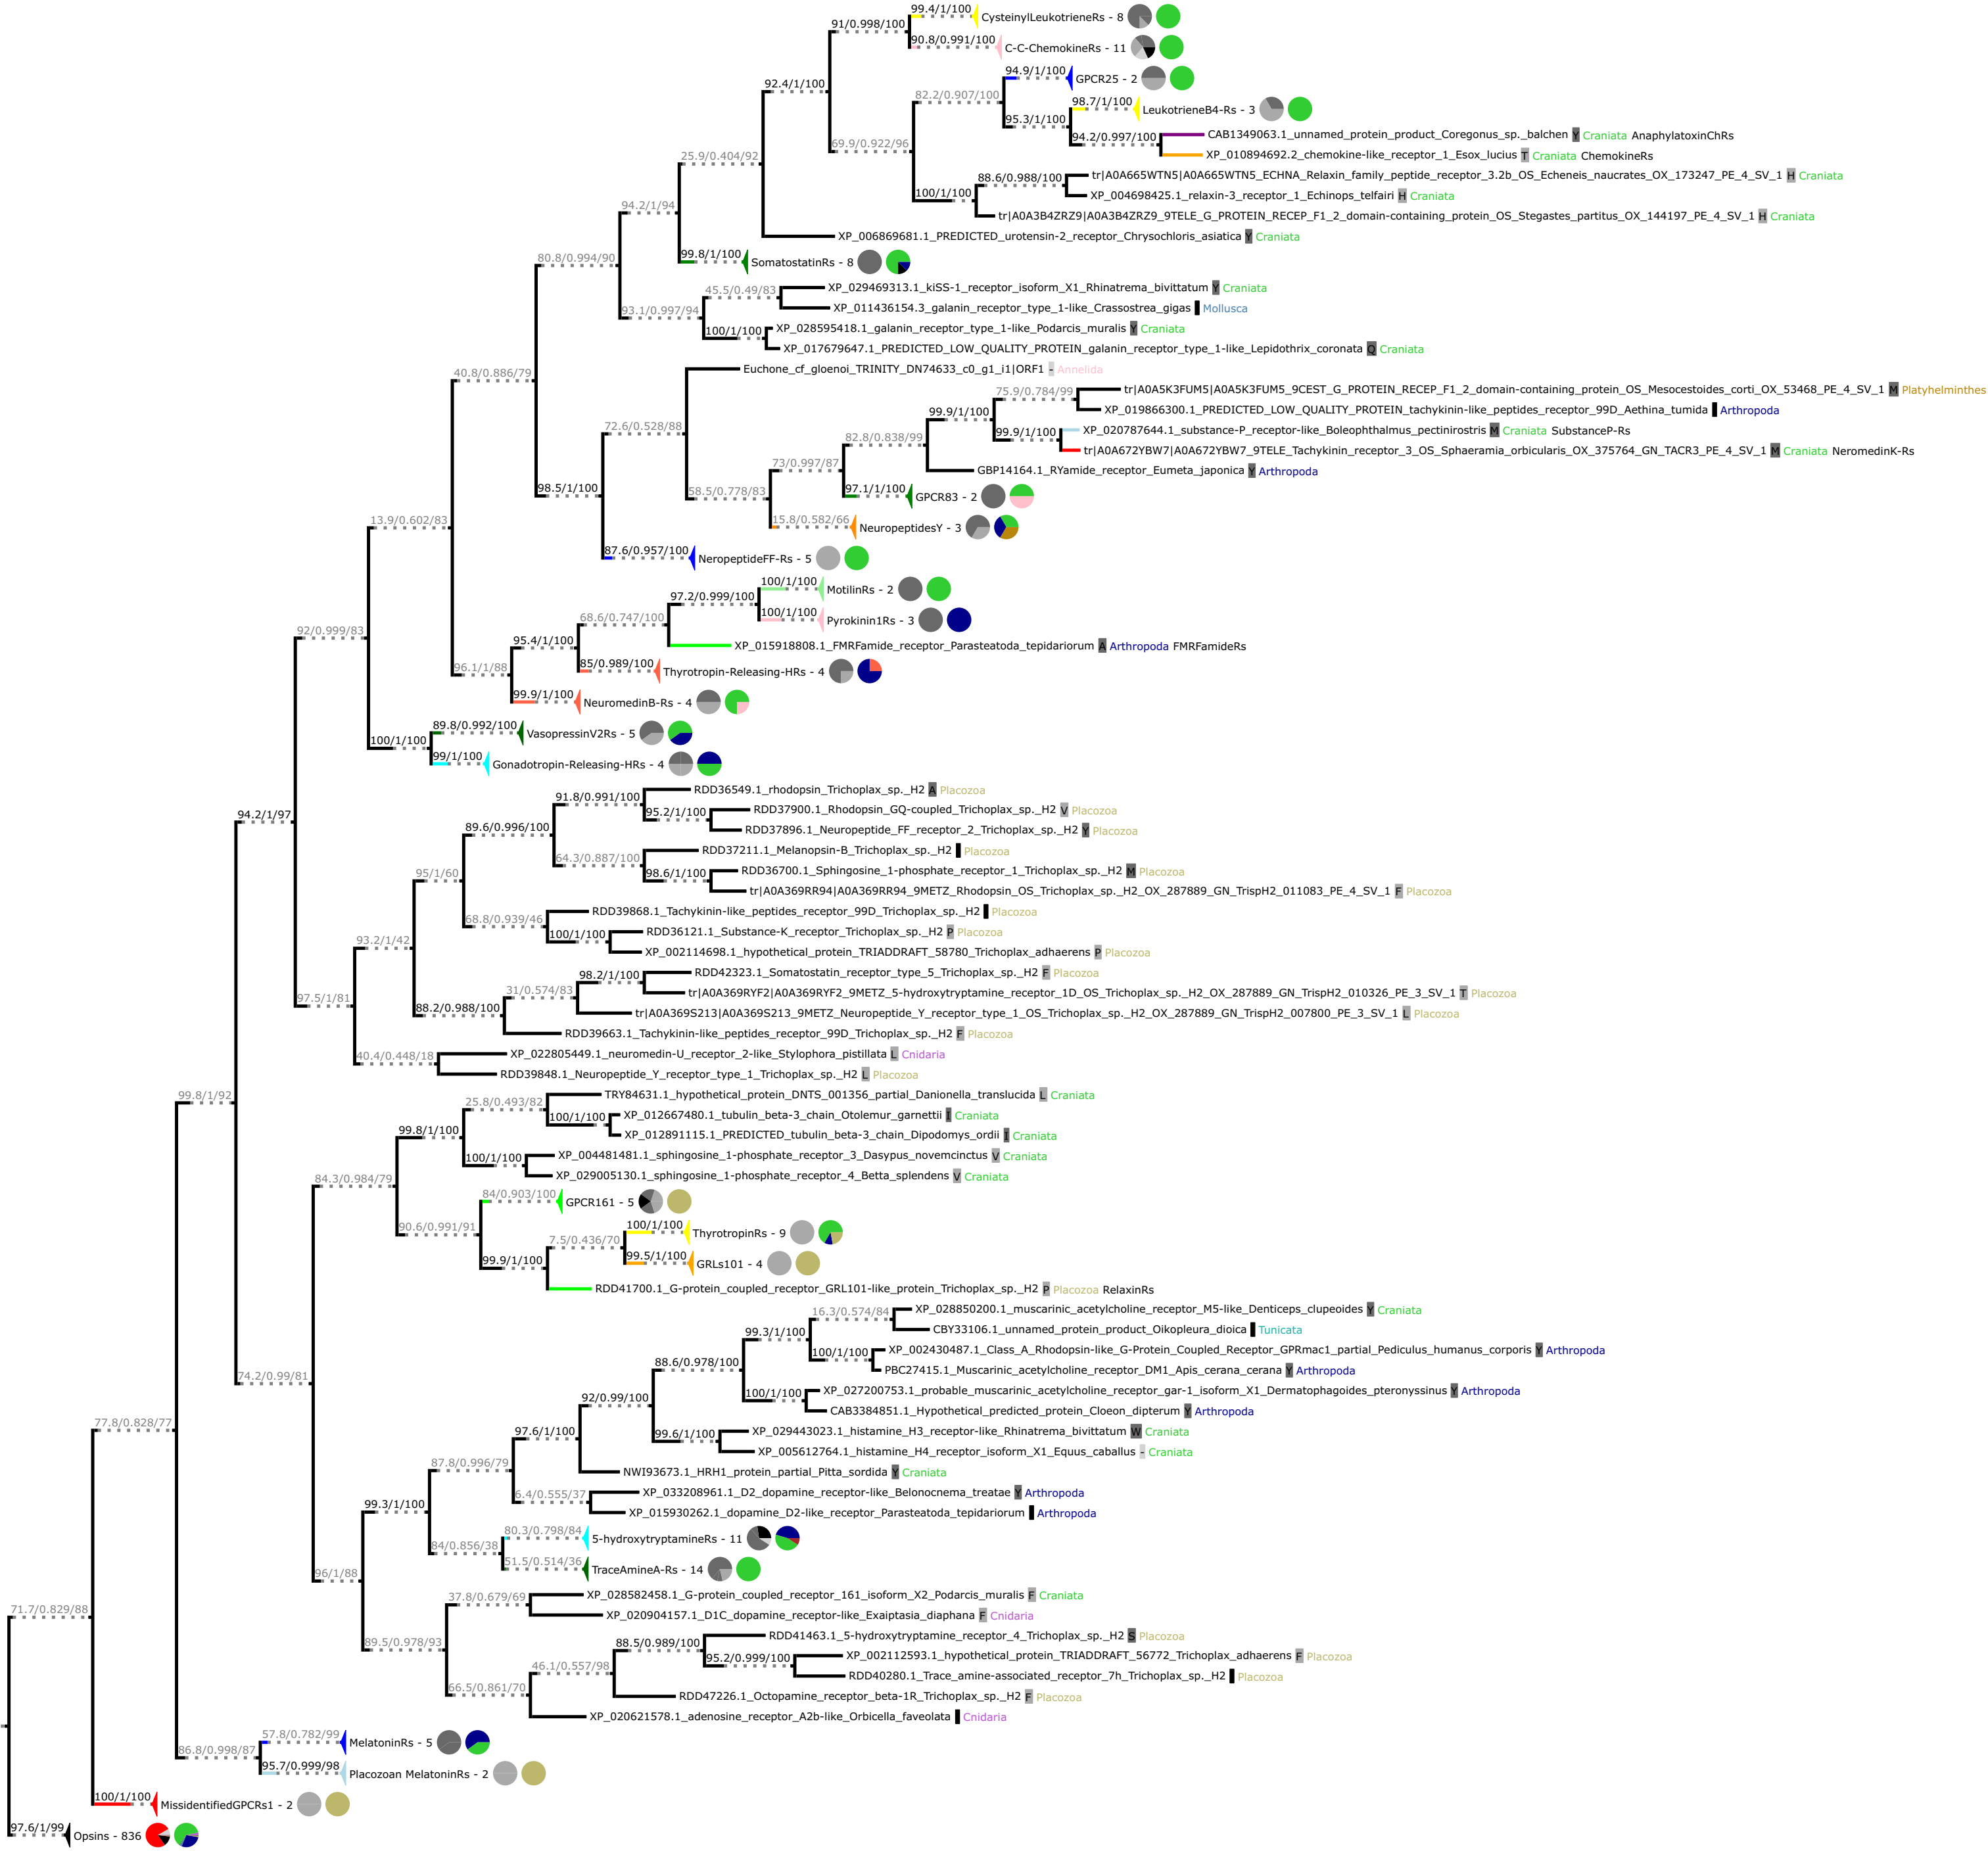 99.4/1/100 CysteinylLeukotrieneRs - 8
91/0.998/100
90.8/0.991/100 C-C-ChemokineRs - 11
94.9/1/100 GPCR25 - 2
92.4/1/100
82.2/0.907/100
98.7/1/100 LeukotrieneB4-Rs - 3
95.3/1/100
CAB1349063.1_unnamed_protein_product_Coregonus_sp._balchen Y Craniata AnaphylatoxinChRs
94.2/0.997/100
69.9/0.922/96
XP_010894692.2_chemokine-like_receptor_1_Esox_lucius T Craniata ChemokineRs
25.9/0.404/92
tr|A0A665WTN5|A0A665WTN5_ECHNA_Relaxin_family_peptide_receptor_3.2b_OS_Echeneis_naucrates_OX_173247_PE_4_SV_1 H Craniata
88.6/0.988/100
XP_004698425.1_relaxin-3_receptor_1_Echinops_telfairi H Craniata
100/1/100
94.2/1/94
tr|A0A3B4ZRZ9|A0A3B4ZRZ9_9TELE_G_PROTEIN_RECEP_F1_2_domain-containing_protein_OS_Stegastes_partitus_OX_144197_PE_4_SV_1 H Craniata
XP_006869681.1_PREDICTED_urotensin-2_receptor_Chrysochloris_asiatica Y Craniata
99.8/1/100 SomatostatinRs - 8
80.8/0.994/90
XP_029469313.1_kiSS-1_receptor_isoform_X1_Rhinatrema_bivittatum Y Craniata
45.5/0.49/83
XP_011436154.3_galanin_receptor_type_1-like_Crassostrea_gigas Mollusca
93.1/0.997/94
XP_028595418.1_galanin_receptor_type_1-like_Podarcis_muralis Y Craniata
100/1/100
XP_017679647.1_PREDICTED_LOW_QUALITY_PROTEIN_galanin_receptor_type_1-like_Lepidothrix_coronata Q Craniata
Euchone_cf_gloenoi_TRINITY_DN74633_c0_g1_i1|ORF1 - Annelida
40.8/0.886/79
tr|A0A5K3FUM5|A0A5K3FUM5_9CEST_G_PROTEIN_RECEP_F1_2_domain-containing_protein_OS_Mesocestoides_corti_OX_53468_PE_4_SV_1 M Platyhelminthes
75.9/0.784/99
XP_019866300.1_PREDICTED_LOW_QUALITY_PROTEIN_tachykinin-like_peptides_receptor_99D_Aethina_tumida Arthropoda
99.9/1/100
XP_020787644.1_substance-P_receptor-like_Boleophthalmus_pectinirostris M Craniata SubstanceP-Rs
99.9/1/100
72.6/0.528/88
82.8/0.838/99
tr|A0A672YBW7|A0A672YBW7_9TELE_Tachykinin_receptor_3_OS_Sphaeramia_orbicularis_OX_375764_GN_TACR3_PE_4_SV_1 M Craniata NeromedinK-Rs
73/0.997/87
GBP14164.1_RYamide_receptor_Eumeta_japonica Y Arthropoda
98.5/1/100
58.5/0.778/83
97.1/1/100 GPCR83 - 2
13.9/0.602/83
15.8/0.582/66 NeuropeptidesY - 3
87.6/0.957/100 NeropeptideFF-Rs - 5
100/1/100 MotilinRs - 2
97.2/0.999/100
100/1/100 Pyrokinin1Rs - 3
68.6/0.747/100
92/0.999/83
XP_015918808.1_FMRFamide_receptor_Parasteatoda_tepidariorum A Arthropoda FMRFamideRs
95.4/1/100
85/0.989/100 Thyrotropin-Releasing-HRs - 4
96.1/1/88
99.9/1/100 NeuromedinB-Rs - 4
89.8/0.992/100 VasopressinV2Rs - 5
100/1/100
99/1/100 Gonadotropin-Releasing-HRs - 4
RDD36549.1_rhodopsin_Trichoplax_sp._H2 A Placozoa
91.8/0.991/100
RDD37900.1_Rhodopsin_GQ-coupled_Trichoplax_sp._H2 V Placozoa
95.2/1/100
94.2/1/97
RDD37896.1_Neuropeptide_FF_receptor_2_Trichoplax_sp._H2 Y Placozoa
89.6/0.996/100
RDD37211.1_Melanopsin-B_Trichoplax_sp._H2 Placozoa
64.3/0.887/100
RDD36700.1_Sphingosine_1-phosphate_receptor_1_Trichoplax_sp._H2 M Placozoa
95/1/60
98.6/1/100
tr|A0A369RR94|A0A369RR94_9METZ_Rhodopsin_OS_Trichoplax_sp._H2_OX_287889_GN_TrispH2_011083_PE_4_SV_1 F Placozoa
RDD39868.1_Tachykinin-like_peptides_receptor_99D_Trichoplax_sp._H2 Placozoa
68.8/0.939/46
RDD36121.1_Substance-K_receptor_Trichoplax_sp._H2 P Placozoa
93.2/1/42
100/1/100
XP_002114698.1_hypothetical_protein_TRIADDRAFT_58780_Trichoplax_adhaerens P Placozoa
RDD42323.1_Somatostatin_receptor_type_5_Trichoplax_sp._H2 F Placozoa
98.2/1/100
tr|A0A369RYF2|A0A369RYF2_9METZ_5-hydroxytryptamine_receptor_1D_OS_Trichoplax_sp._H2_OX_287889_GN_TrispH2_010326_PE_3_SV_1 T Placozoa
31/0.574/83
97.5/1/81
88.2/0.988/100
tr|A0A369S213|A0A369S213_9METZ_Neuropeptide_Y_receptor_type_1_OS_Trichoplax_sp._H2_OX_287889_GN_TrispH2_007800_PE_3_SV_1 L Placozoa
RDD39663.1_Tachykinin-like_peptides_receptor_99D_Trichoplax_sp._H2 F Placozoa
XP_022805449.1_neuromedin-U_receptor_2-like_Stylophora_pistillata L Cnidaria
40.4/0.448/18
RDD39848.1_Neuropeptide_Y_receptor_type_1_Trichoplax_sp._H2 L Placozoa
99.8/1/92
TRY84631.1_hypothetical_protein_DNTS_001356_partial_Danionella_translucida L Craniata
25.8/0.493/82
XP_012667480.1_tubulin_beta-3_chain_Otolemur_garnettii I Craniata
100/1/100
99.8/1/100
XP_012891115.1_PREDICTED_tubulin_beta-3_chain_Dipodomys_ordii I Craniata
XP_004481481.1_sphingosine_1-phosphate_receptor_3_Dasypus_novemcinctus V Craniata
100/1/100
XP_029005130.1_sphingosine_1-phosphate_receptor_4_Betta_splendens V Craniata
84.3/0.984/79
84/0.903/100 GPCR161 - 5
90.6/0.991/91
100/1/100 ThyrotropinRs - 9
7.5/0.436/70
99.5/1/100 GRLs101 - 4
99.9/1/100
RDD41700.1_G-protein_coupled_receptor_GRL101-like_protein_Trichoplax_sp._H2 P Placozoa RelaxinRs
XP_028850200.1_muscarinic_acetylcholine_receptor_M5-like_Denticeps_clupeoides Y Craniata
16.3/0.574/84
CBY33106.1_unnamed_protein_product_Oikopleura_dioica Tunicata
99.3/1/100
XP_002430487.1_Class_A_Rhodopsin-like_G-Protein_Coupled_Receptor_GPRmac1_partial_Pediculus_humanus_corporis Y Arthropoda
100/1/100
88.6/0.978/100
PBC27415.1_Muscarinic_acetylcholine_receptor_DM1_Apis_cerana_cerana Y Arthropoda
74.2/0.99/81
XP_027200753.1_probable_muscarinic_acetylcholine_receptor_gar-1_isoform_X1_Dermatophagoides_pteronyssinus Y Arthropoda
100/1/100
92/0.99/100
CAB3384851.1_Hypothetical_predicted_protein_Cloeon_dipterum Y Arthropoda
77.8/0.828/77
XP_029443023.1_histamine_H3_receptor-like_Rhinatrema_bivittatum W Craniata
99.6/1/100
97.6/1/100
XP_005612764.1_histamine_H4_receptor_isoform_X1_Equus_caballus - Craniata
87.8/0.996/79
NWI93673.1_HRH1_protein_partial_Pitta_sordida Y Craniata
XP_033208961.1_D2_dopamine_receptor-like_Belonocnema_treatae Y Arthropoda
6.4/0.555/37
99.3/1/100
XP_015930262.1_dopamine_D2-like_receptor_Parasteatoda_tepidariorum Arthropoda
80.3/0.798/84 5-hydroxytryptamineRs - 11
84/0.856/38
51.5/0.514/36 TraceAmineA-Rs - 14
96/1/88
XP_028582458.1_G-protein_coupled_receptor_161_isoform_X2_Podarcis_muralis F Craniata
37.8/0.679/69
71.7/0.829/88
XP_020904157.1_D1C_dopamine_receptor-like_Exaiptasia_diaphana F Cnidaria
RDD41463.1_5-hydroxytryptamine_receptor_4_Trichoplax_sp._H2 S Placozoa
89.5/0.978/93
88.5/0.989/100
XP_002112593.1_hypothetical_protein_TRIADDRAFT_56772_Trichoplax_adhaerens F Placozoa
95.2/0.999/100
46.1/0.557/98
RDD40280.1_Trace_amine-associated_receptor_7h_Trichoplax_sp._H2 Placozoa
66.5/0.861/70
RDD47226.1_Octopamine_receptor_beta-1R_Trichoplax_sp._H2 F Placozoa
XP_020621578.1_adenosine_receptor_A2b-like_Orbicella_faveolata Cnidaria
57.8/0.782/99 MelatoninRs - 5
86.8/0.998/87
95.7/0.999/98 Placozoan MelatoninRs - 2
100/1/100 MissidentifiedGPCRs1 - 2
97.6/1/99 Opsins - 836